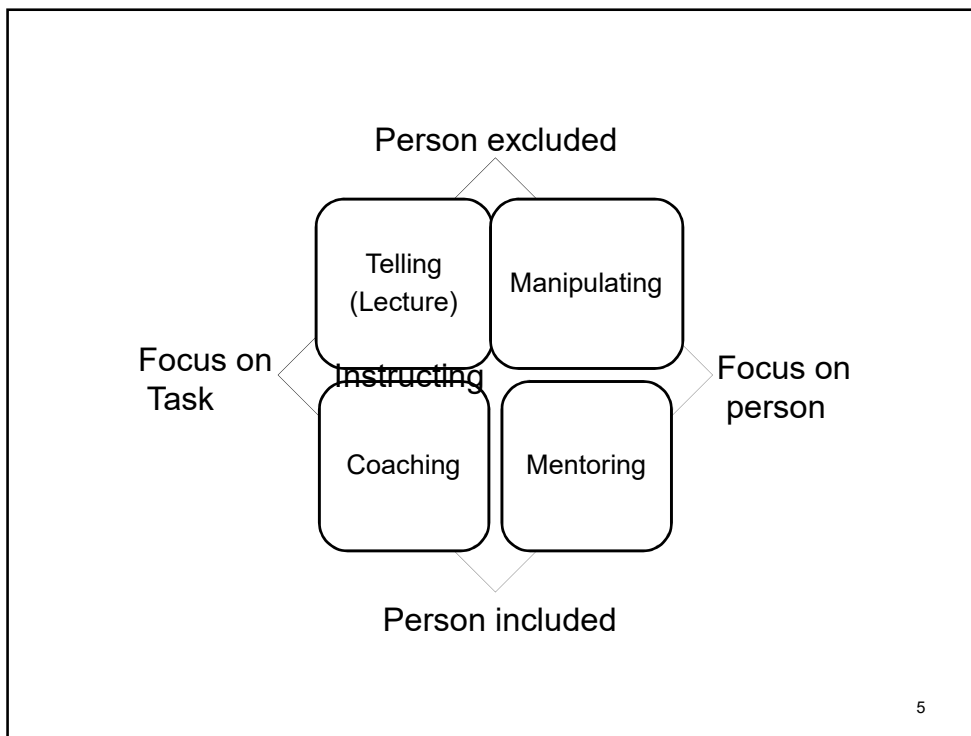 Person excluded
Telling
(Lecture)
Manipulating
Focus on
Task
Instructing
Focus on
person
Coaching
Mentoring
Person included
5